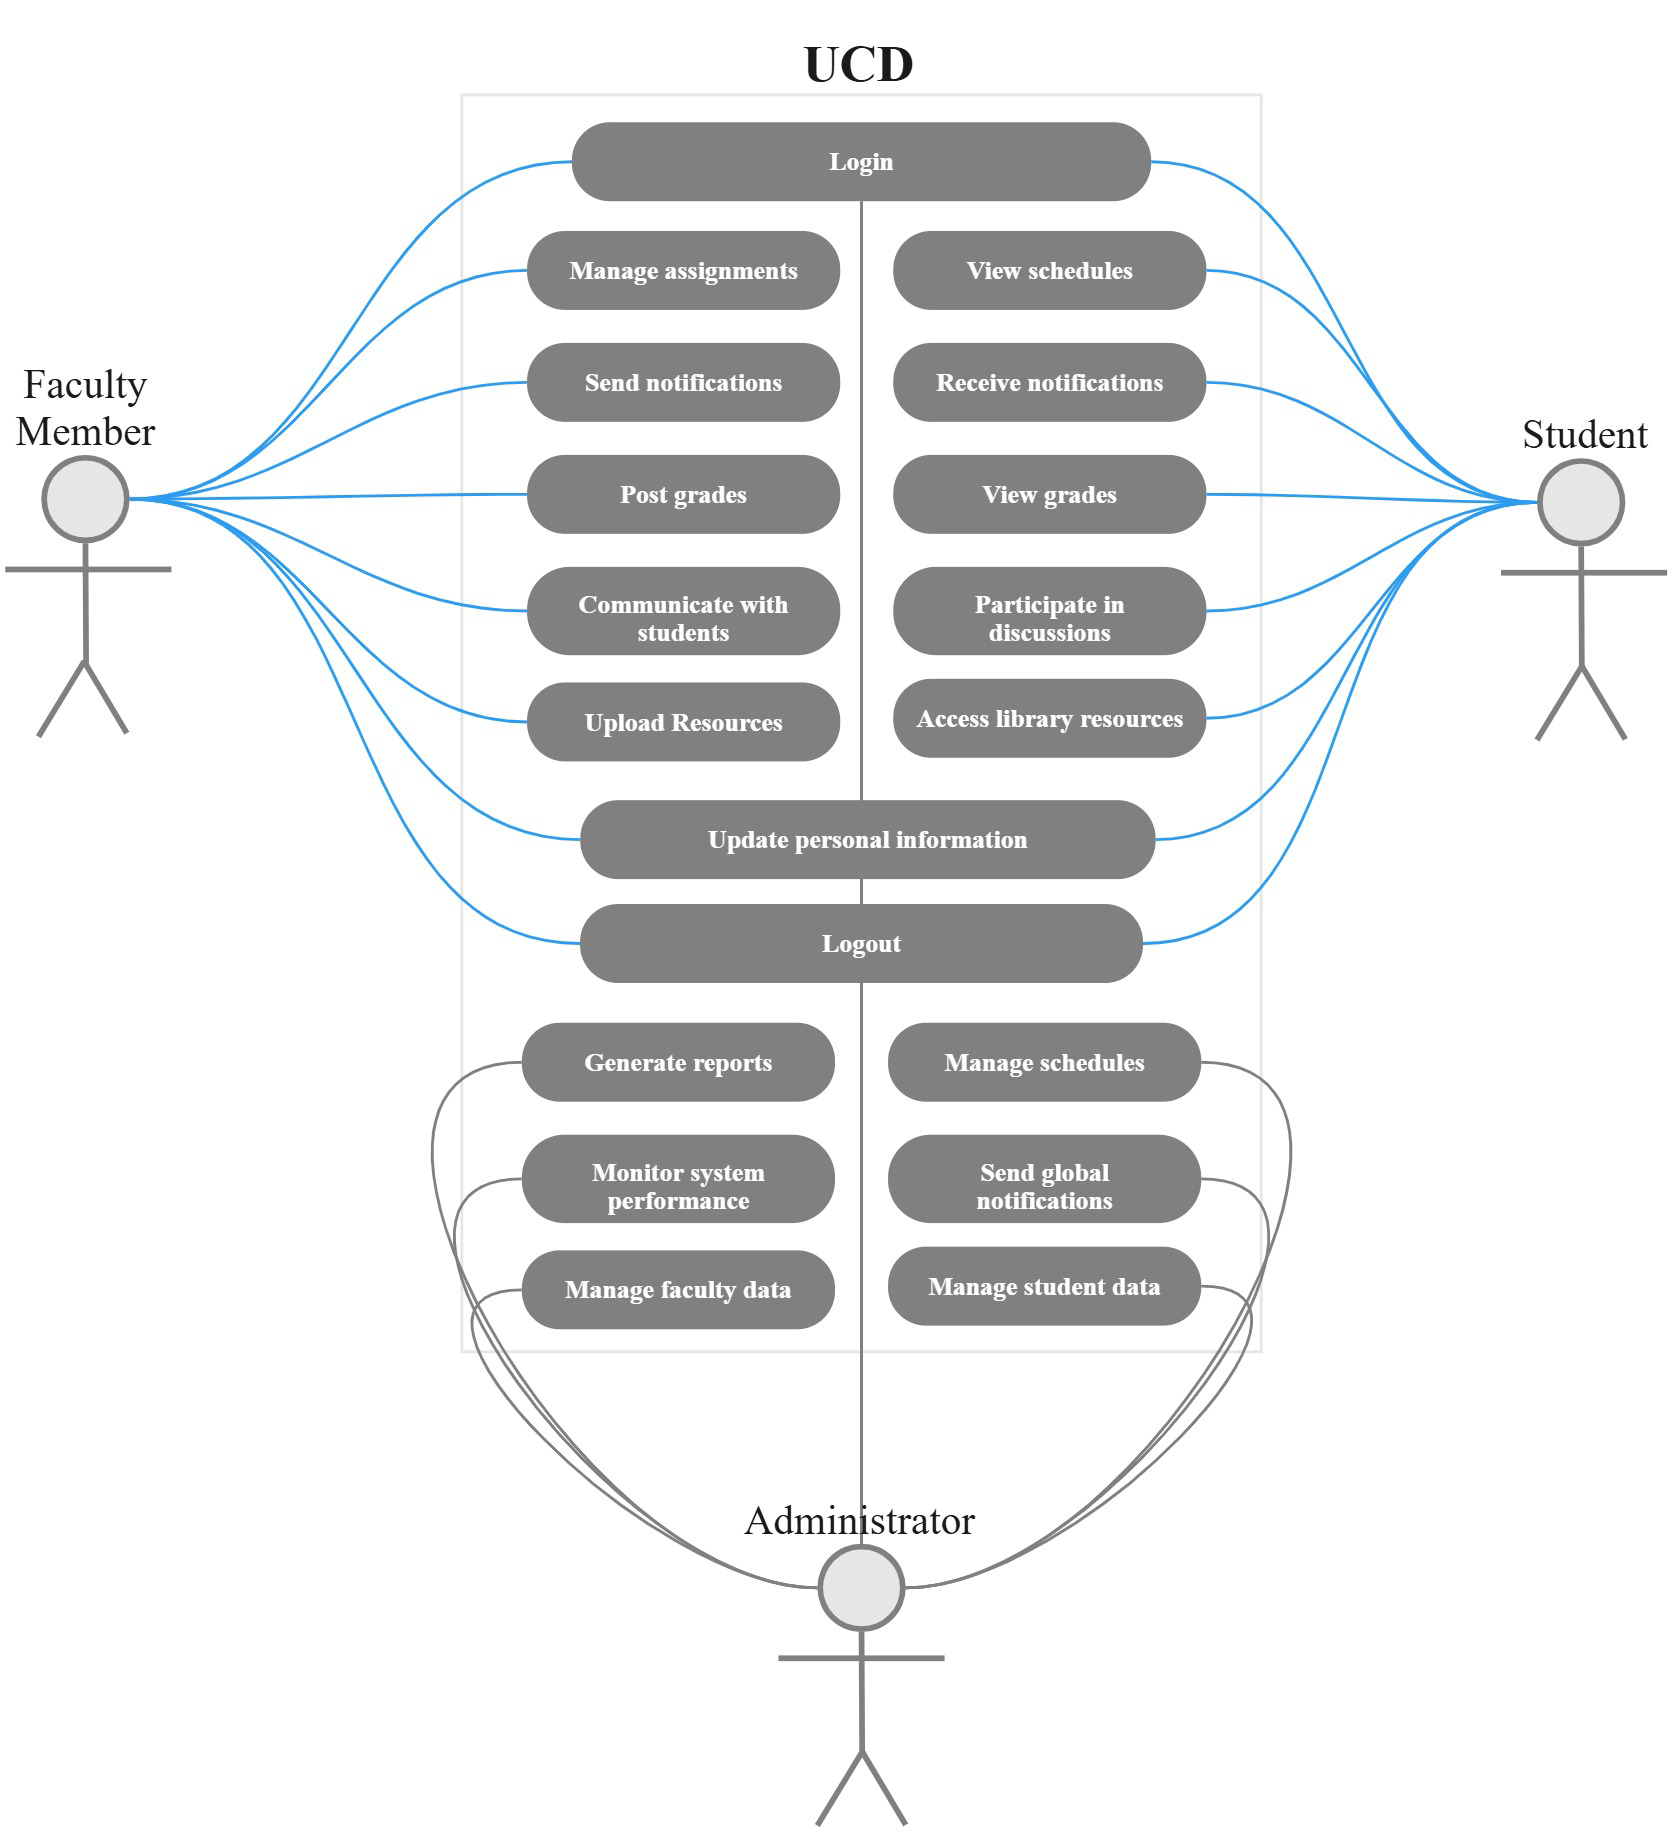 UCD
Login
Manage assignments
View schedules
Send notifications
Receive notifications
Faculty
Member
Student
Post grades
View grades
Communicate with
students
Participate in
discussions
Upload Resources
Access library resources
Update personal information
Logout
Generate reports
Manage schedules
Monitor system
performance
Send global
notifications
Manage faculty data
Manage student data
Administrator